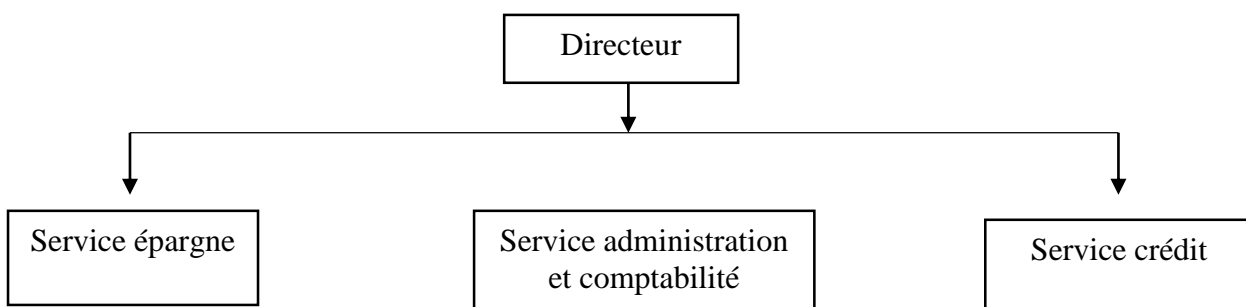 Directeur
Service épargne
Service administration
et comptabilité
Service crédit